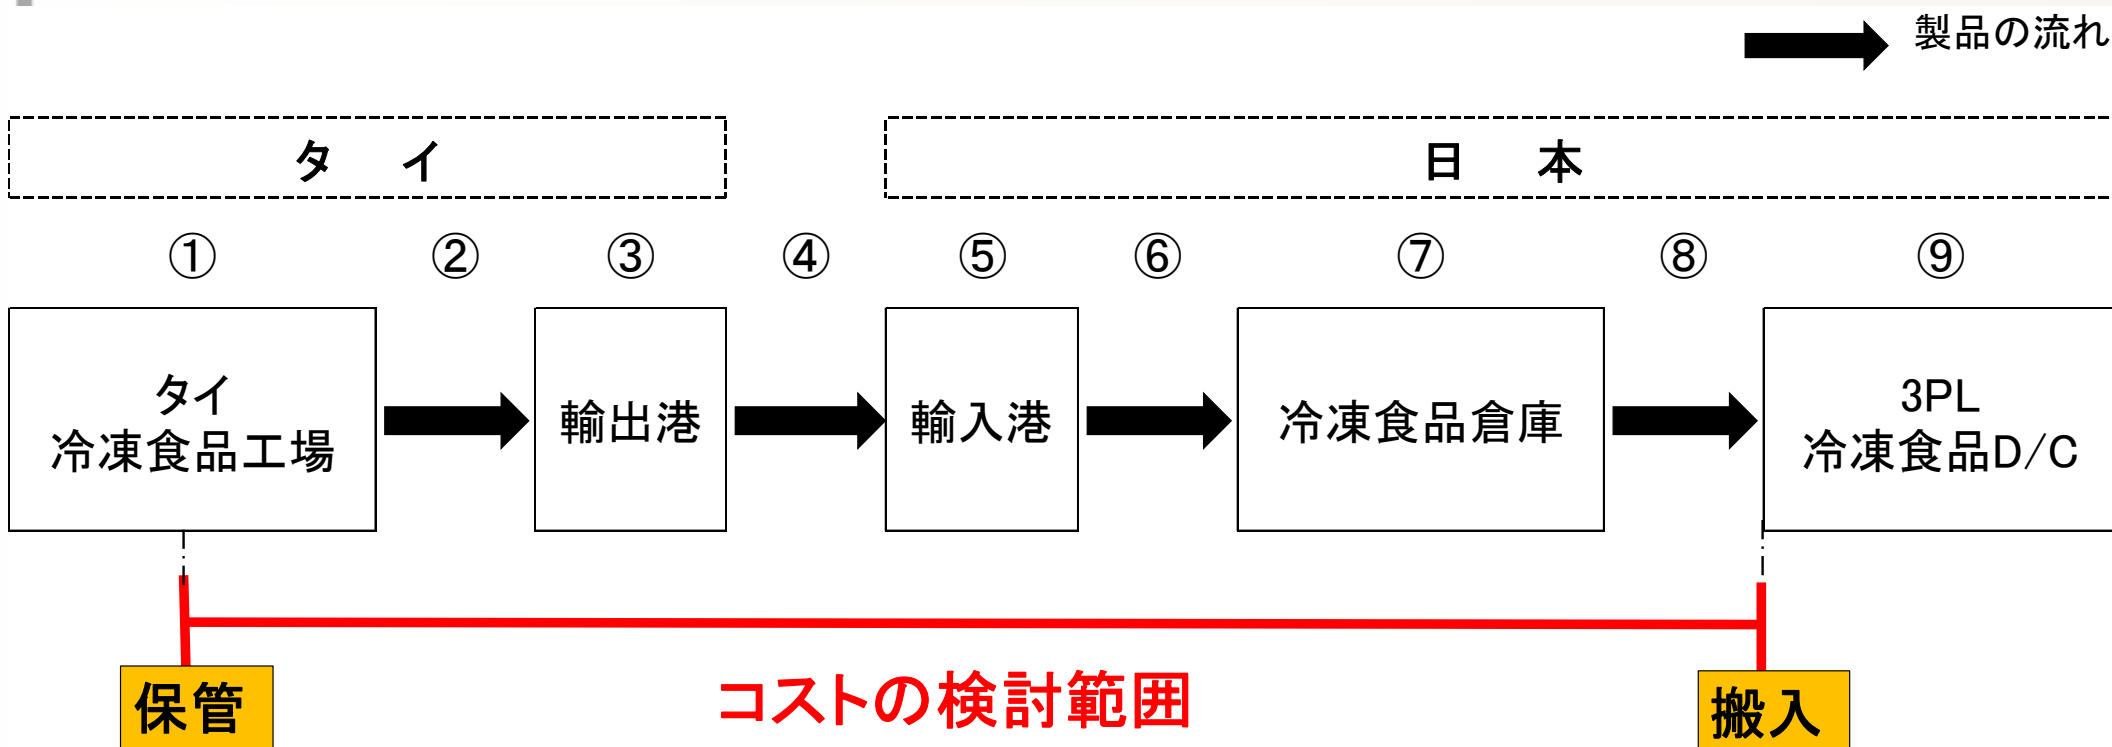 製品の流れ
タ イ
日 本
① ② ③ ④ ⑤ ⑥ ⑦ ⑧ ⑨
タイ
冷凍食品工場
輸出港
輸入港
冷凍食品倉庫
3PL
冷凍食品D/C
保管
コストの検討範囲
搬入